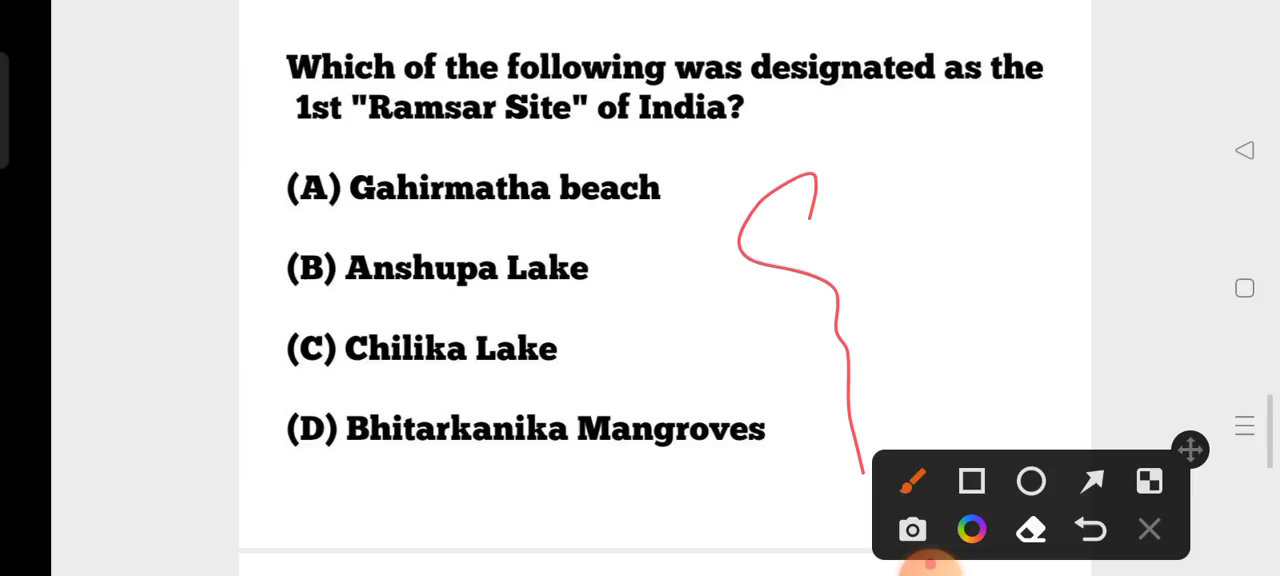 Which of the following was designated as the
1st "Ramsar Site" of India?
(A) Gahirmatha beach
(B) Anshupa Lake
(C) Chilika Lake
(D) Bhitarkanika Mangroves